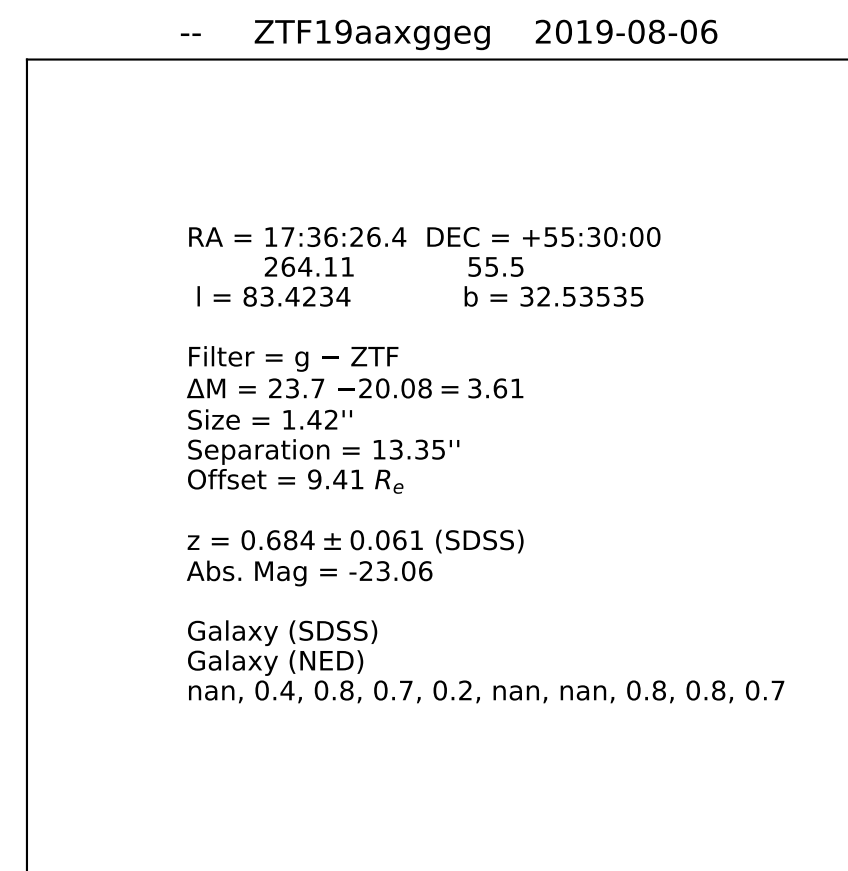 -- ZTF19aaxggeg 2019-08-06
RA = 17:36:26.4 DEC = +55:30:00
264.11 55.5
l = 83.4234 b = 32.53535
Filter = g − ZTF
ΔM = 23.7 −20.08 = 3.61
Size = 1.42''
Separation = 13.35''
Offset = 9.41 Re
z = 0.684 ± 0.061 (SDSS)
Abs. Mag = -23.06
Galaxy (SDSS)
Galaxy (NED)
nan, 0.4, 0.8, 0.7, 0.2, nan, nan, 0.8, 0.8, 0.7